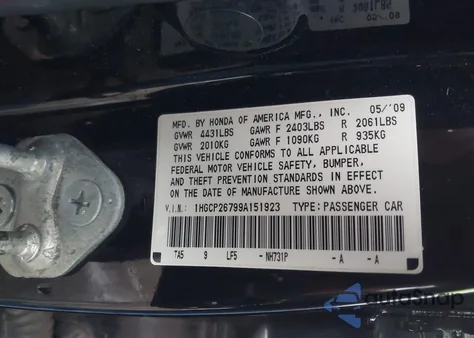 MFD. BY HONDA OF AMERICA MFG., INC. 05/'09
GVWR 4431LBS GAWR F 2403LBS R 2061LBS
GVWR 2010KG GAWR F 1090KG R 935KG
THIS VEHICLE CONFORMS TO ALL APPLICABLE
FEDERAL MOTOR VEHICLE SAFETY, BUMPER,
AND THEFT PREVENTION STANDARDS IN EFFECT
ON THE DATE OF MANUFACTURE SHOWN ABOVE.
V.I.N: 1HGCP26799A151923 TYPE: PASSENGER CAR
TA5 9 LF5 - NH731P - A - A
autoSnap